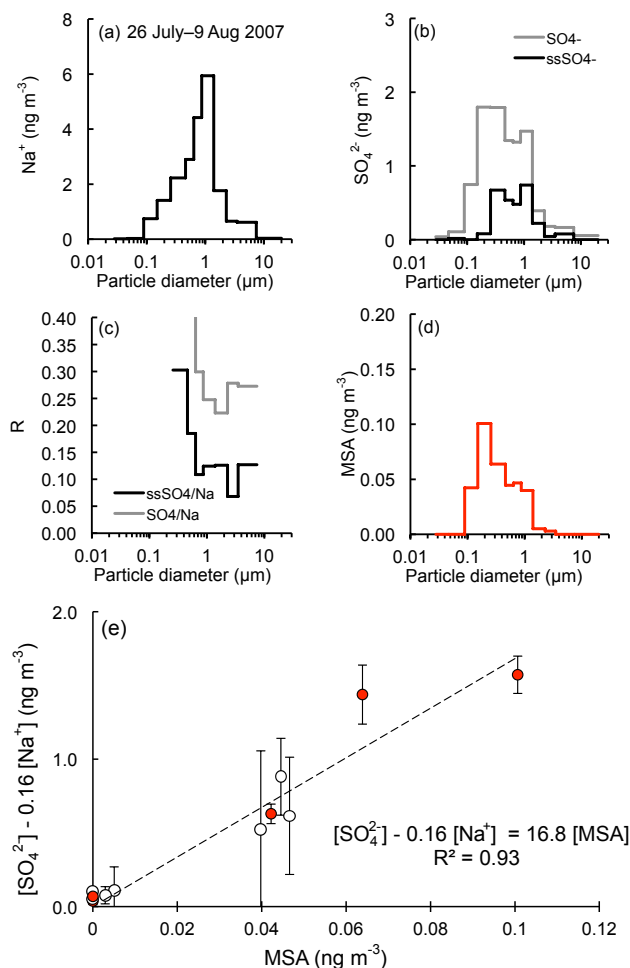 (a) 26 July–9 Aug 2007
Na⁺ (ng m⁻³)
8
6
4
2
0
0.01 0.1 1 10
Particle diameter (µm)
(b)
SO4-
ssSO4-
SO₄²⁻ (ng m⁻³)
3
2
1
0
0.01 0.1 1 10
Particle diameter (µm)
(c)
R
0.40
0.35
0.30
0.25
0.20
0.15
0.10
0.05
0.00
ssSO4/Na
SO4/Na
0.01 0.1 1 10
Particle diameter (µm)
(d)
MSA (ng m⁻³)
0.20
0.15
0.10
0.05
0.00
0.01 0.1 1 10
Particle diameter (µm)
(e)
[SO₄²⁻] - 0.16 [Na⁺] (ng m⁻³)
2.0
1.0
0.0
[SO₄²⁻] - 0.16 [Na⁺] = 16.8 [MSA]
R² = 0.93
0 0.02 0.04 0.06 0.08 0.1 0.12
MSA (ng m⁻³)